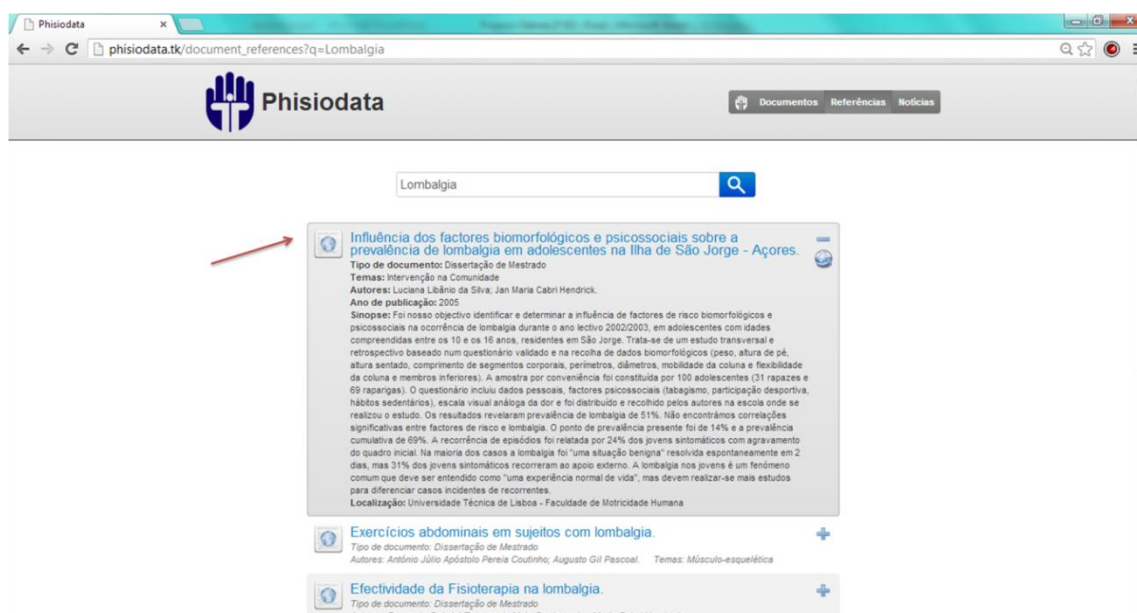 Phisiodata
phisiodata.tk/document_references?q=Lombalgia
Phisiodata
Documentos Referências Notícias
Lombalgia
Influência dos factores biomorfológicos e psicossociais sobre a
prevalência de lombalgia em adolescentes na Ilha de São Jorge - Açores.
Tipo de documento: Dissertação de Mestrado
Temas: Intervenção na Comunidade
Autores: Luciana Libânio da Silva; Jan Maria Cabri Hendrick.
Ano de publicação: 2005
Sinopse: Foi nosso objectivo identificar e determinar a influência de factores de risco biomorfológicos e
psicossociais na ocorrência de lombalgia durante o ano lectivo 2002/2003, em adolescentes com idades
compreendidas entre os 10 e os 16 anos, residentes em São Jorge. Trata-se de um estudo transversal e
retrospectivo baseado num questionário validado e na recolha de dados biomorfológicos (peso, altura de pé,
altura sentado, comprimento de segmentos corporais, perímetros, diâmetros, mobilidade da coluna e flexibilidade
da coluna e membros inferiores). A amostra por conveniência foi constituída por 100 adolescentes (31 rapazes e
69 raparigas). O questionário incluiu dados pessoais, factores psicossociais (tabagismo, participação desportiva,
hábitos sedentários), escala visual análoga da dor e foi distribuído e recolhido pelos autores na escola onde se
realizou o estudo. Os resultados revelaram prevalência de lombalgia de 51%. Não encontrámos correlações
significativas entre factores de risco e lombalgia. O ponto de prevalência presente foi de 14% e a prevalência
cumulativa de 69%. A recorrência de episódios foi relatada por 24% dos jovens sintomáticos com agravamento
do quadro inicial. Na maioria dos casos a lombalgia foi "uma situação benigna" resolvida espontaneamente em 2
dias, mas 31% dos jovens sintomáticos recorreram ao apoio externo. A lombalgia nos jovens é um fenómeno
comum que deve ser entendido como "uma experiência normal de vida", mas devem realizar-se mais estudos
para diferenciar casos incidentes de recorrentes.
Localização: Universidade Técnica de Lisboa - Faculdade de Motricidade Humana
Exercícios abdominais em sujeitos com lombalgia.
Tipo de documento: Dissertação de Mestrado
Autores: António Júlio Apóstolo Pereia Coutinho; Augusto Gil Pascoal. Temas: Músculo-esquelética
Efectividade da Fisioterapia na lombalgia.
Tipo de documento: Dissertação de Mestrado